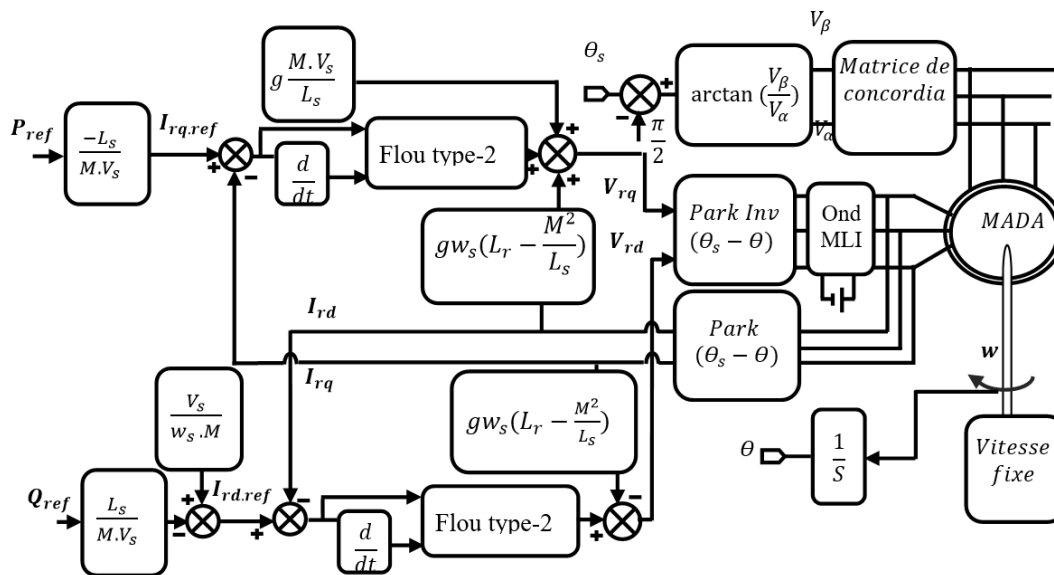 P_ref
-L_s
M.V_s
I_rq.ref
+
-
g M.V_s
L_s
d
dt
Flou type-2
+
+
+
gw_s(L_r − M^2
L_s)
θ_s
-
+
π
2
arctan (V_β
V_α)
V_β
V_α
Matrice de
concordia
V_rq
V_rd
Park Inv
(θ_s − θ)
Ond
MLI
MADA
Park
(θ_s − θ)
I_rd
I_rq
w
V_s
w_s.M
gw_s(L_r − M^2
L_s)
θ
1
S
Vitesse
fixe
Q_ref
L_s
M.V_s
+
-
I_rd.ref
+
-
d
dt
Flou type-2
+
-